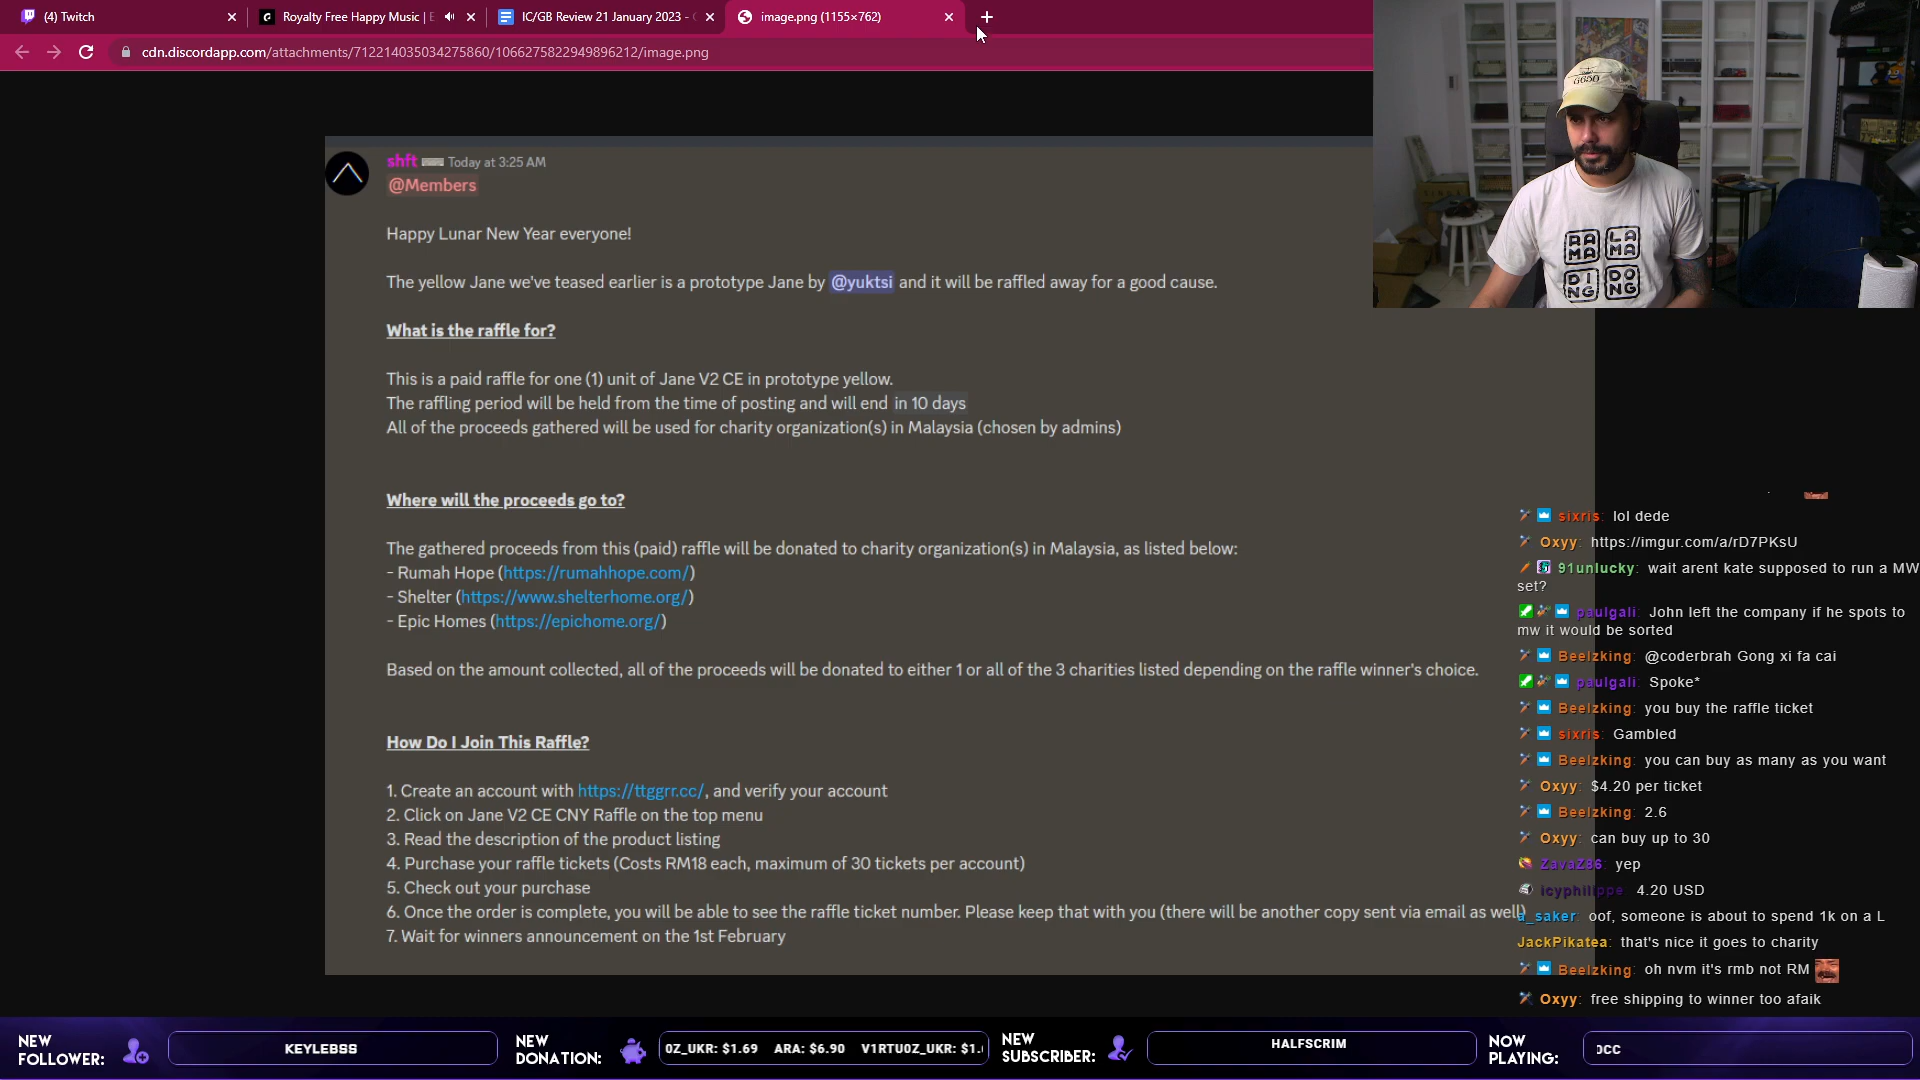 (4) Twitch
Royalty Free Happy Music | E
IC/GB Review 21 January 2023 -
image.png (1155×762)
cdn.discordapp.com/attachments/712214035034275860/1066275822949896212/image.png
shft Today at 3:25 AM
@Members
Happy Lunar New Year everyone!
The yellow Jane we've teased earlier is a prototype Jane by @yuktsi and it will be raffled away for a good cause.
What is the raffle for?
This is a paid raffle for one (1) unit of Jane V2 CE in prototype yellow.
The raffling period will be held from the time of posting and will end in 10 days
All of the proceeds gathered will be used for charity organization(s) in Malaysia (chosen by admins)
Where will the proceeds go to?
The gathered proceeds from this (paid) raffle will be donated to charity organization(s) in Malaysia, as listed below:
- Rumah Hope (https://rumahhope.com/)
- Shelter (https://www.shelterhome.org/)
- Epic Homes (https://epichome.org/)
Based on the amount collected, all of the proceeds will be donated to either 1 or all of the 3 charities listed depending on the raffle winner's choice.
How Do I Join This Raffle?
1. Create an account with https://ttggrr.cc/, and verify your account
2. Click on Jane V2 CE CNY Raffle on the top menu
3. Read the description of the product listing
4. Purchase your raffle tickets (Costs RM18 each, maximum of 30 tickets per account)
5. Check out your purchase
6. Once the order is complete, you will be able to see the raffle ticket number. Please keep that with you (there will be another copy sent via email as well)
7. Wait for winners announcement on the 1st February
RA LA
MA MA
DI DO
NG NG
sixris: lol dede
Oxyy: https://imgur.com/a/rD7PKsU
91unlucky: wait arent kate supposed to run a MW
set?
paulgali: John left the company if he spots to
mw it would be sorted
Beelzking: @coderbrah Gong xi fa cai
paulgali: Spoke*
Beelzking: you buy the raffle ticket
sixris: Gambled
Beelzking: you can buy as many as you want
Oxyy: $4.20 per ticket
Beelzking: 2.6
Oxyy: can buy up to 30
ZavaZ86: yep
icyphilippe: 4.20 USD
a_saker: oof, someone is about to spend 1k on a L
JackPikatea: that's nice it goes to charity
Beelzking: oh nvm it's rmb not RM
Oxyy: free shipping to winner too afaik
NEW
FOLLOWER:
KEYLEBSS
NEW
DONATION:
0Z_UKR: $1.69 ARA: $6.90 V1RTU0Z_UKR: $1.
NEW
SUBSCRIBER:
HALFSCRIM
NOW
PLAYING:
OCC